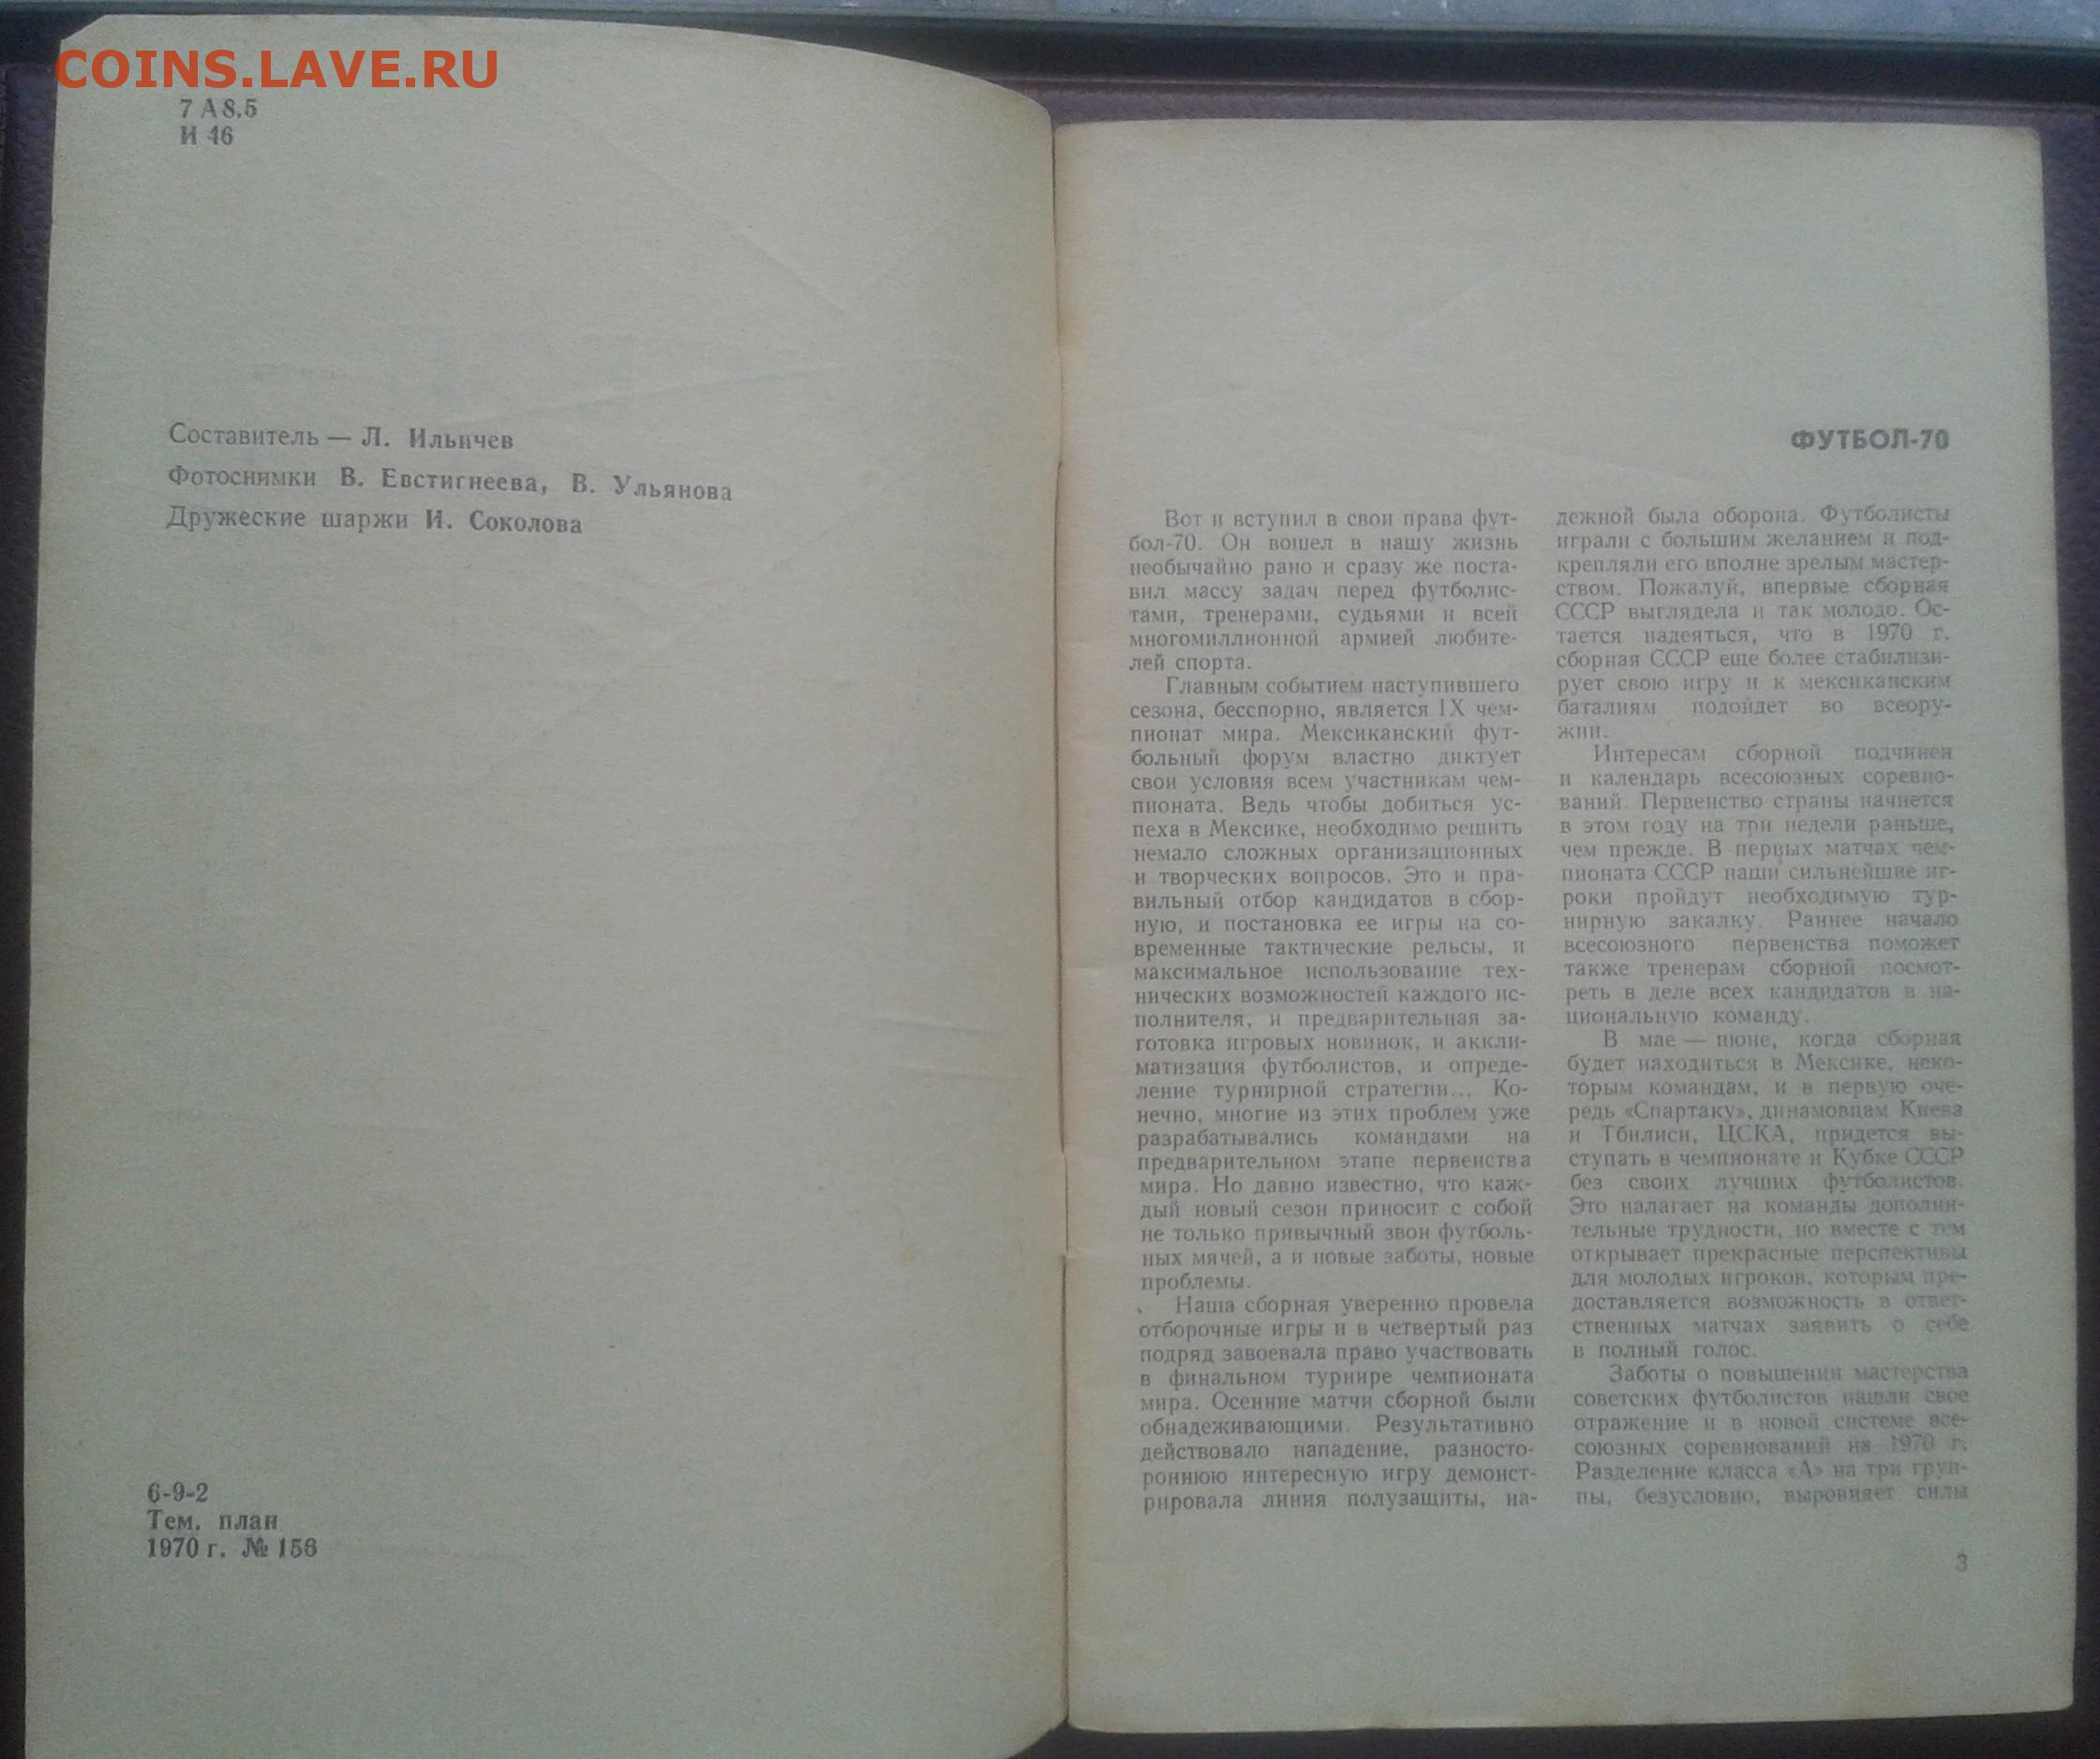 COINS.LAVE.RU
7 А 8.5
И 46
Составитель — Л. Ильичев
Фотоснимки В. Евстигнеева, В. Ульянова
Дружеские шаржи И. Соколова
6-9-2
Тем. план
1970 г. № 156
ФУТБОЛ-70
Вот и вступил в свои права фут-
бол-70. Он вошел в нашу жизнь
необычайно рано и сразу же поста-
вил массу задач перед футболис-
тами, тренерами, судьями и всей
многомиллионной армией любите-
лей спорта.
Главным событием наступившего
сезона, бесспорно, является IX чем-
пионат мира. Мексиканский фут-
больный форум властно диктует
свои условия всем участникам чем-
пионата. Ведь чтобы добиться ус-
пеха в Мексике, необходимо решить
немало сложных организационных
и творческих вопросов. Это и пра-
вильный отбор кандидатов в сбор-
ную, и постановка ее игры на со-
временные тактические рельсы, и
максимальное использование тех-
нических возможностей каждого ис-
полнителя, и предварительная за-
готовка игровых новинок, и аккли-
матизация футболистов, и опреде-
ление турнирной стратегии... Ко-
нечно, многие из этих проблем уже
разрабатывались командами на
предварительном этапе первенства
мира. Но давно известно, что каж-
дый новый сезон приносит с собой
не только привычный звон футболь-
ных мячей, а и новые заботы, новые
проблемы.
Наша сборная уверенно провела
отборочные игры и в четвертый раз
подряд завоевала право участвовать
в финальном турнире чемпионата
мира. Осенние матчи сборной были
обнадеживающими. Результативно
действовало нападение, разносто-
роннюю интересную игру демонст-
рировала линия полузащиты, на-
дежной была оборона. Футболисты
играли с большим желанием и под-
крепляли его вполне зрелым мастер-
ством. Пожалуй, впервые сборная
СССР выглядела и так молодо. Ос-
тается надеяться, что в 1970 г.
сборная СССР еще более стабилизи-
рует свою игру и к мексиканским
баталиям подойдет во всеору-
жии.
Интересам сборной подчинен
и календарь всесоюзных соревно-
ваний. Первенство страны начнется
в этом году на три недели раньше,
чем прежде. В первых матчах чем-
пионата СССР наши сильнейшие иг-
роки пройдут необходимую тур-
нирную закалку. Раннее начало
всесоюзного первенства поможет
также тренерам сборной посмот-
реть в деле всех кандидатов в на-
циональную команду.
В мае — июне, когда сборная
будет находиться в Мексике, неко-
торым командам, и в первую оче-
редь «Спартаку», динамовцам Киева
и Тбилиси, ЦСКА, придется вы-
ступать в чемпионате и Кубке СССР
без своих лучших футболистов.
Это налагает на команды дополни-
тельные трудности, но вместе с тем
открывает прекрасные перспективы
для молодых игроков, которым пре-
доставляется возможность в ответ-
ственных матчах заявить о себе
в полный голос.
Заботы о повышении мастерства
советских футболистов нашли свое
отражение и в новой системе все-
союзных соревнований на 1970 г.
Разделение класса «А» на три груп-
пы, безусловно, выровняет силы
3